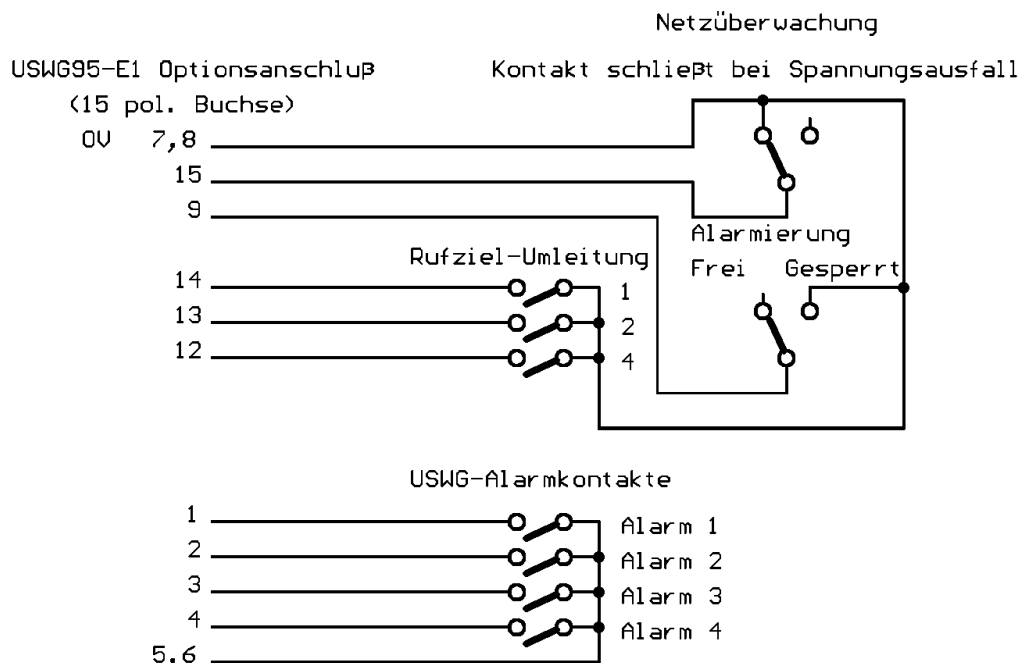 Netzüberwachung
USWG95-E1 Optionsanschluß
Kontakt schließt bei Spannungsausfall
(15 pol. Buchse)
0V 7,8
15
9
Alarmierung
Rufziel-Umleitung
Frei Gesperrt
14
1
13
2
12
4
USWG-Alarmkontakte
1 Alarm 1
2 Alarm 2
3 Alarm 3
4 Alarm 4
5.6